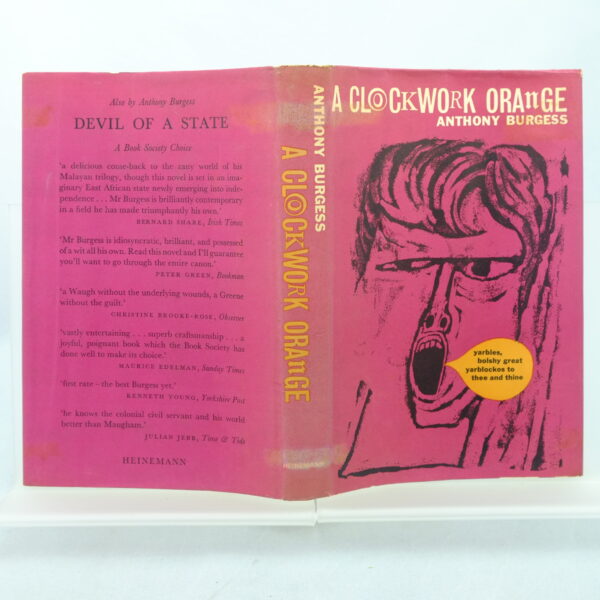 Also by Anthony Burgess
DEVIL OF A STATE
A Book Society Choice
'a delicious come-back to the zany world of his
Malayan trilogy, though this novel is set in an ima-
ginary East African state newly emerging into inde-
pendence . . . Mr Burgess is brilliantly contemporary
in a field he has made triumphantly his own.'
BERNARD SHARE, Irish Times
'Mr Burgess is idiosyncratic, brilliant, and possessed
of a wit all his own. Read this novel and I'll guarantee
you'll want to go through the entire canon.'
PETER GREEN, Bookman
'a Waugh without the underlying wounds, a Greene
without the guilt.'
CHRISTINE BROOKE-ROSE, Observer
'vastly entertaining . . . superb craftsmanship . . . a
joyful, poignant book which the Book Society has
done well to make its choice.'
MAURICE EDELMAN, Sunday Times
'first rate – the best Burgess yet.'
KENNETH YOUNG, Yorkshire Post
'he knows the colonial civil servant and his world
better than Maugham.'
JULIAN JEBB, Time & Tide
HEINEMANN
ANTHONY BURGESS
A CLOCKWORK ORANGE
HEINEMANN
A CLOCKWORK ORANGE
ANTHONY BURGESS
yarbles,
bolshy great
yarblockos to
thee and thine